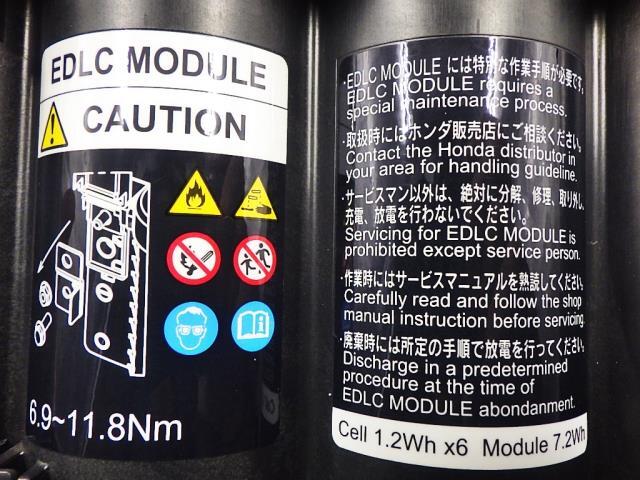 EDLC MODULE
CAUTION
6.9~11.8Nm
・EDLC MODULE には特別な作業手順が必要です。
EDLC MODULE requires a
special maintenance process.
・取扱時にはホンダ販売店にご相談ください。
Contact the Honda distributor in
your area for handling guideline.
・サービスマン以外は、絶対に分解、修理、取り外し、
充電、放電を行わないでください。
Servicing for EDLC MODULE is
prohibited except service person.
・作業時にはサービスマニュアルを熟読してください。
Carefully read and follow the shop
manual instruction before servicing.
・廃棄時には所定の手順で放電を行ってください。
Discharge in a predetermined
procedure at the time of
EDLC MODULE abondanment.
Cell 1.2Wh x6 Module 7.2Wh